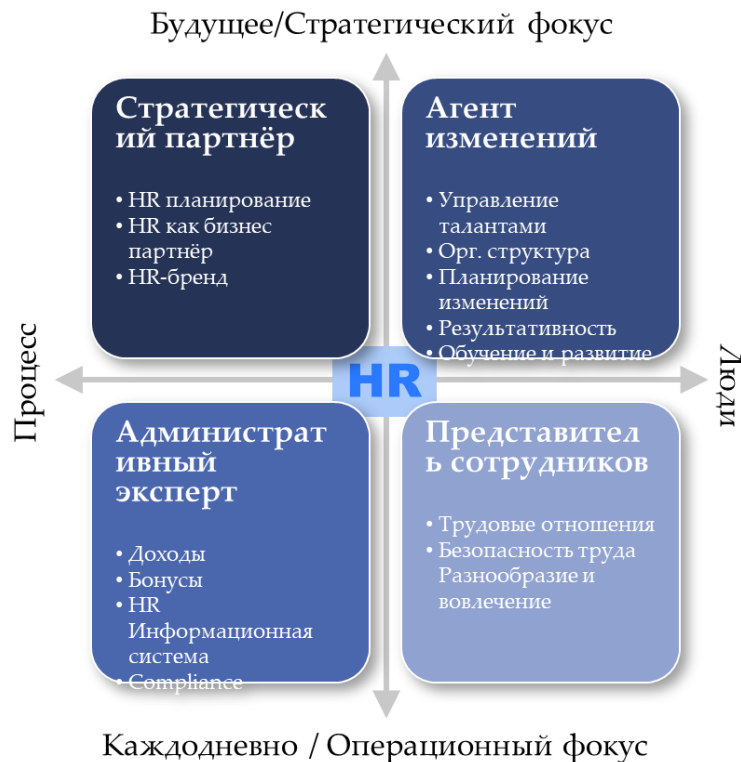 Будущее/Стратегический фокус
Стратегическ
ий партнёр
• HR планирование
• HR как бизнес
партнёр
• HR-бренд
Агент
изменений
• Управление
талантами
• Орг. структура
• Планирование
изменений
• Результативность
• Обучение и развитие
Процесс
HR
Люди
Администрат
ивный
эксперт
• Доходы
• Бонусы
• HR
Информационная
система
• Compliance
Представител
ь сотрудников
• Трудовые отношения
• Безопасность труда
Разнообразие и
вовлечение
Каждодневно / Операционный фокус